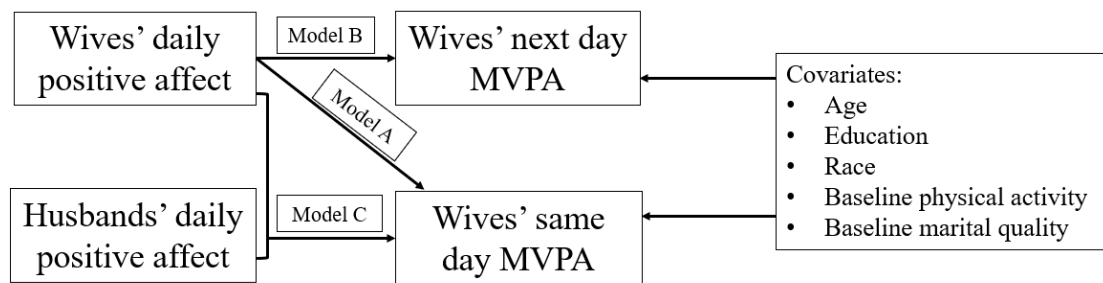 Wives’ daily
positive affect
Model B
Wives’ next day
MVPA
Model A
Husbands’ daily
positive affect
Model C
Wives’ same
day MVPA
Covariates:
• Age
• Education
• Race
• Baseline physical activity
• Baseline marital quality